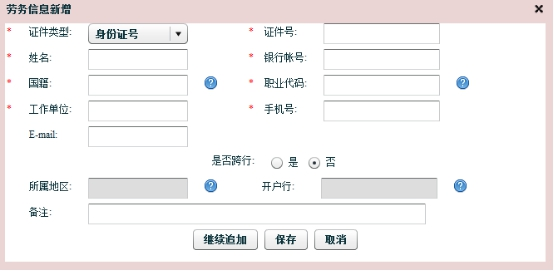 劳务信息新增
* 证件类型: 身份证号 * 证件号:
* 姓名: * 银行帐号:
* 国籍: ? * 职业代码: ?
* 工作单位: * 手机号:
E-mail:
是否跨行: 是 否
所属地区: ? 开户行: ?
备注:
继续追加 保存 取消